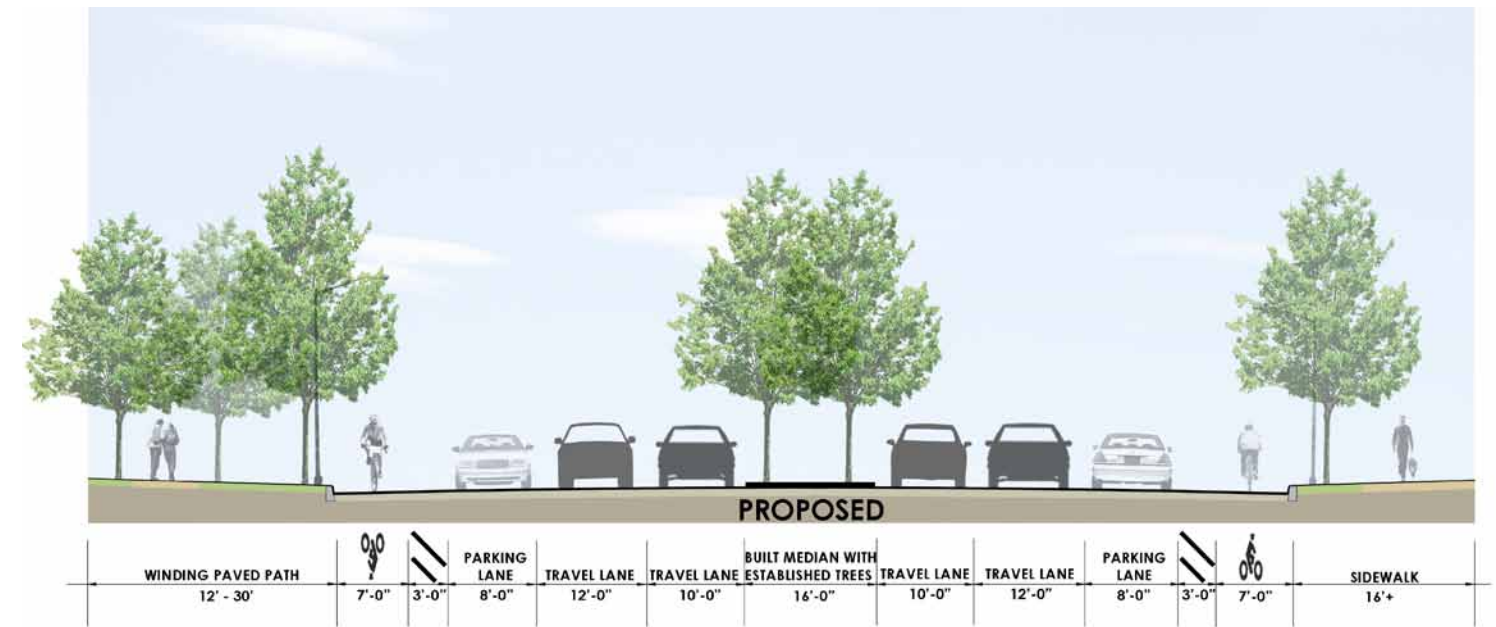 PROPOSED
WINDING PAVED PATH
12' - 30'
7'-0"
3'-0"
PARKING
LANE
8'-0"
TRAVEL LANE
12'-0"
TRAVEL LANE
10'-0"
BUILT MEDIAN WITH
ESTABLISHED TREES
16'-0"
TRAVEL LANE
10'-0"
TRAVEL LANE
12'-0"
PARKING
LANE
8'-0"
3'-0"
7'-0"
SIDEWALK
16'+